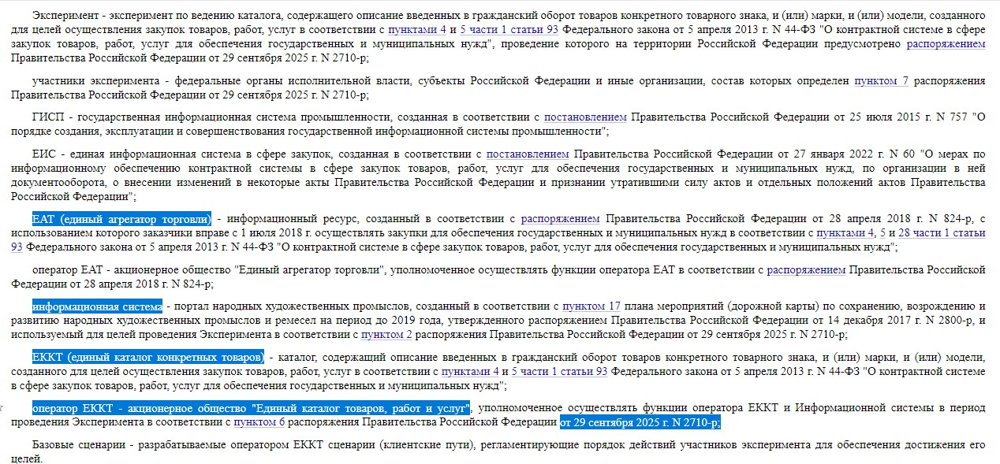 Эксперимент - эксперимент по ведению каталога, содержащего описание введенных в гражданский оборот товаров конкретного товарного знака, и (или) марки, и (или) модели, созданного
для целей осуществления закупок товаров, работ, услуг в соответствии с пунктами 4 и 5 части 1 статьи 93 Федерального закона от 5 апреля 2013 г. N 44-ФЗ "О контрактной системе в сфере
закупок товаров, работ, услуг для обеспечения государственных и муниципальных нужд", проведение которого на территории Российской Федерации предусмотрено распоряжением
Правительства Российской Федерации от 29 сентября 2025 г. N 2710-р;
участники эксперимента - федеральные органы исполнительной власти, субъекты Российской Федерации и иные организации, состав которых определен пунктом 7 распоряжения
Правительства Российской Федерации от 29 сентября 2025 г. N 2710-р;
ГИСП - государственная информационная система промышленности, созданная в соответствии с постановлением Правительства Российской Федерации от 25 июля 2015 г. N 757 "О
порядке создания, эксплуатации и совершенствования государственной информационной системы промышленности";
ЕИС - единая информационная система в сфере закупок, созданная в соответствии с постановлением Правительства Российской Федерации от 27 января 2022 г. N 60 "О мерах по
информационному обеспечению контрактной системы в сфере закупок товаров, работ, услуг для обеспечения государственных и муниципальных нужд, по организации в ней
документооборота, о внесении изменений в некоторые акты Правительства Российской Федерации и признании утратившими силу актов и отдельных положений актов Правительства
Российской Федерации";
ЕАТ (единый агрегатор торговли) - информационный ресурс, созданный в соответствии с распоряжением Правительства Российской Федерации от 28 апреля 2018 г. N 824-р, с
использованием которого заказчики вправе с 1 июля 2018 г. осуществлять закупки для обеспечения государственных и муниципальных нужд в соответствии с пунктами 4, 5 и 28 части 1 статьи
93 Федерального закона от 5 апреля 2013 г. N 44-ФЗ "О контрактной системе в сфере закупок товаров, работ, услуг для обеспечения государственных и муниципальных нужд";
оператор ЕАТ - акционерное общество "Единый агрегатор торговли", уполномоченное осуществлять функции оператора ЕАТ в соответствии с распоряжением Правительства Российской
Федерации от 28 апреля 2018 г. N 824-р;
информационная система - портал народных художественных промыслов, созданный в соответствии с пунктом 17 плана мероприятий (дорожной карты) по сохранению, возрождению и
развитию народных художественных промыслов и ремесел на период до 2019 года, утвержденного распоряжением Правительства Российской Федерации от 14 декабря 2017 г. N 2800-р, и
используемый для целей проведения Эксперимента в соответствии с пунктом 2 распоряжения Правительства Российской Федерации от 29 сентября 2025 г. N 2710-р;
ЕККТ (единый каталог конкретных товаров) - каталог, содержащий описание введенных в гражданский оборот товаров конкретного товарного знака, и (или) марки, и (или) модели,
созданного для целей осуществления закупок товаров, работ, услуг в соответствии с пунктами 4 и 5 части 1 статьи 93 Федерального закона от 5 апреля 2013 г. N 44-ФЗ "О контрактной системе
в сфере закупок товаров, работ, услуг для обеспечения государственных и муниципальных нужд";
оператор ЕККТ - акционерное общество "Единый каталог товаров, работ и услуг", уполномоченное осуществлять функции оператора ЕККТ и Информационной системы в период
проведения Эксперимента в соответствии с пунктом 6 распоряжения Правительства Российской Федерации от 29 сентября 2025 г. N 2710-р;
Базовые сценарии - разрабатываемые оператором ЕККТ сценарии (клиентские пути), регламентирующие порядок действий участников эксперимента для обеспечения достижения его
целей.